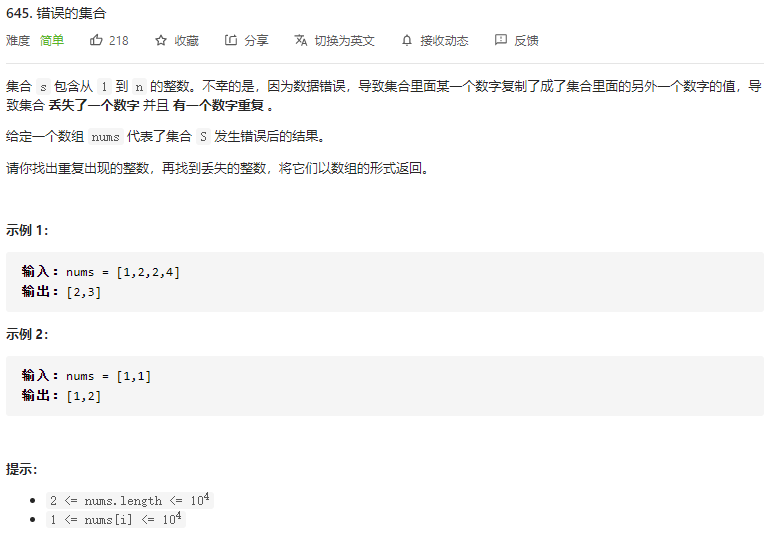 645. 错误的集合
难度 简单 218 收藏 分享 切换为英文 接收动态 反馈
集合 s 包含从 1 到 n 的整数。不幸的是，因为数据错误，导致集合里面某一个数字复制了成了集合里面的另外一个数字的值，导
致集合 丢失了一个数字 并且 有一个数字重复 。
给定一个数组 nums 代表了集合 S 发生错误后的结果。
请你找出重复出现的整数，再找到丢失的整数，将它们以数组的形式返回。
示例 1：
输入：nums = [1,2,2,4]
输出：[2,3]
示例 2：
输入：nums = [1,1]
输出：[1,2]
提示：
2 <= nums.length <= 10⁴
1 <= nums[i] <= 10⁴